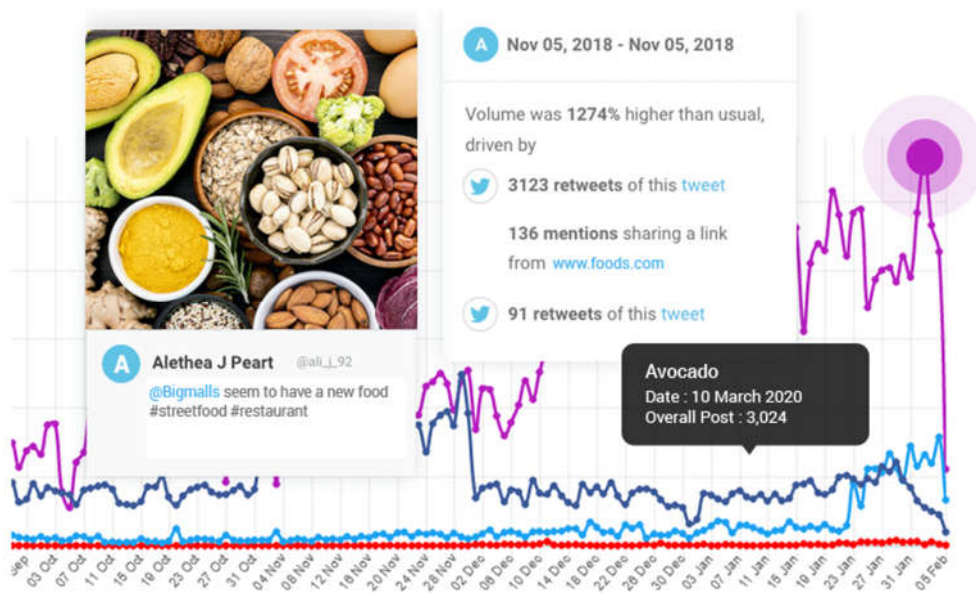 A
Nov 05, 2018 - Nov 05, 2018
Volume was 1274% higher than usual,
driven by
3123 retweets of this tweet
136 mentions sharing a link
from www.foods.com
91 retweets of this tweet
A
Alethea J Peart @ali_j_92
@Bigmalls seem to have a new food
#streetfood #restaurant
Avocado
Date : 10 March 2020
Overall Post : 3,024
Sep 03 Oct 07 Oct 11 Oct 15 Oct 19 Oct 23 Oct 27 Oct 31 Oct 04 Nov 08 Nov 12 Nov 16 Nov 20 Nov 24 Nov 28 Nov 02 Dec 06 Dec 10 Dec 14 Dec 18 Dec 22 Dec 26 Dec 30 Dec 03 Jan 07 Jan 11 Jan 15 Jan 19 Jan 23 Jan 27 Jan 31 Jan 05 Feb